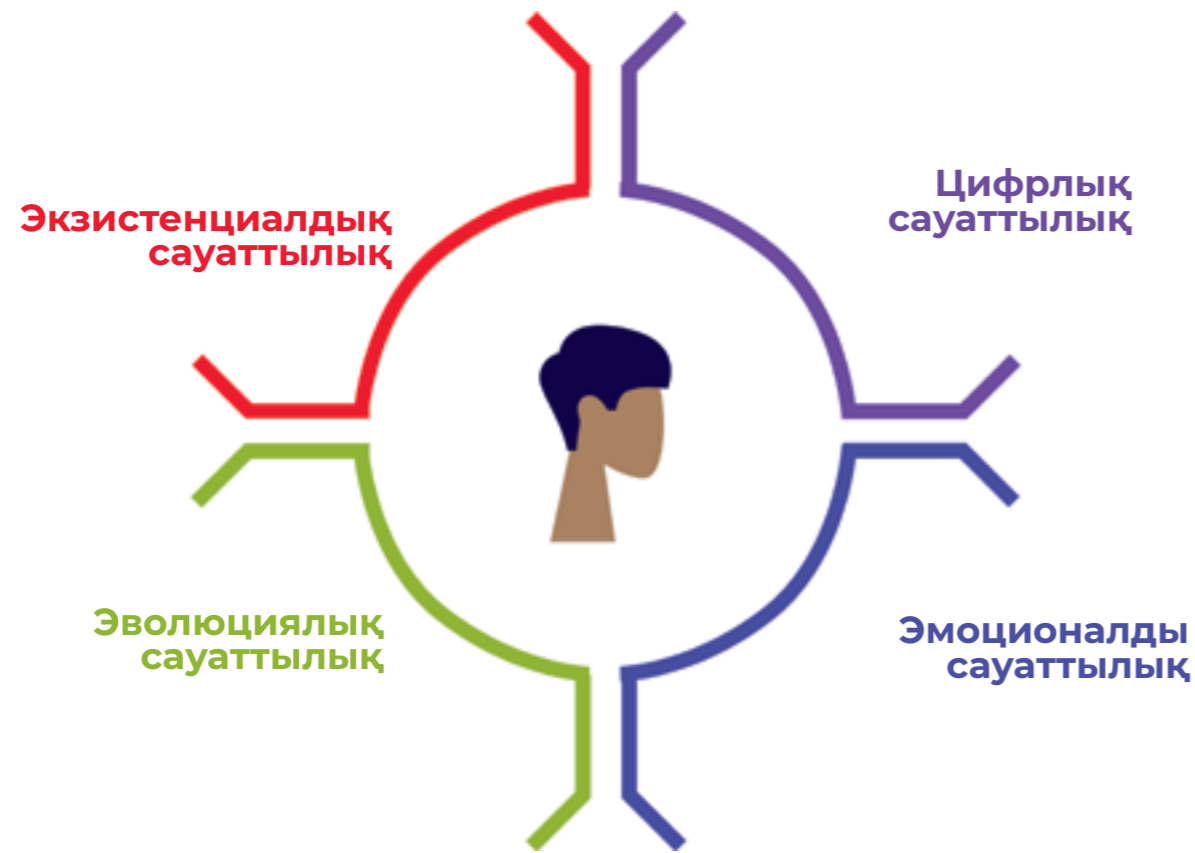 Экзистенциалдық
сауаттылық
Цифрлық
сауаттылық
Эволюциялық
сауаттылық
Эмоционалды
сауаттылық